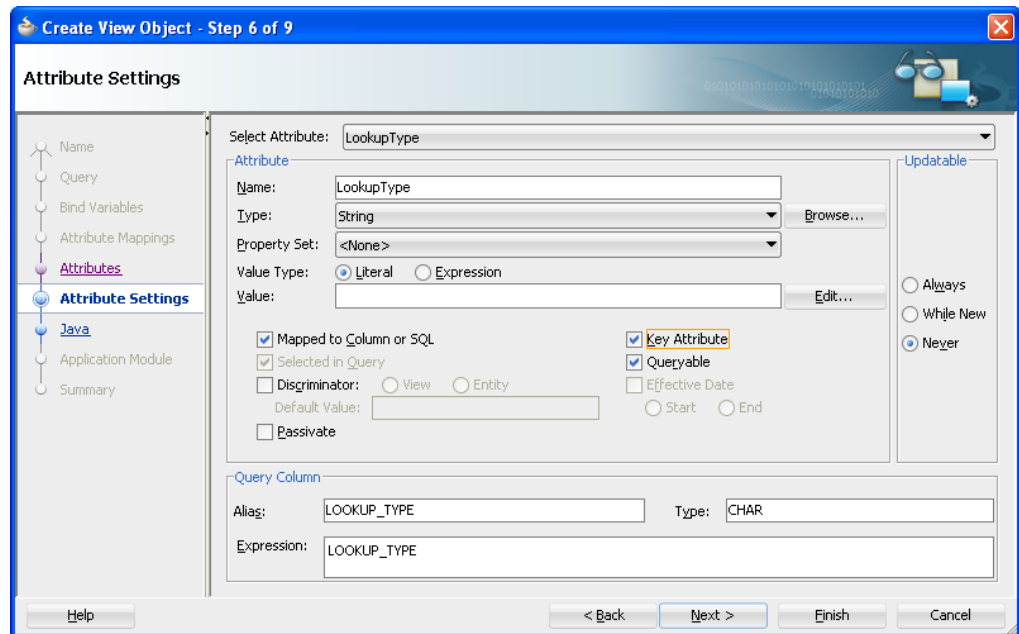 Create View Object - Step 6 of 9
Attribute Settings
Name
Query
Bind Variables
Attribute Mappings
Attributes
Attribute Settings
Java
Application Module
Summary
Select Attribute: LookupType
Attribute
Name: LookupType
Type: String Browse...
Property Set: <None>
Value Type: Literal Expression
Value: Edit...
Mapped to Column or SQL Key Attribute
Selected in Query Queryable
Discriminator: View Entity Effective Date
Default Value: Start End
Passivate
Updatable
Always
While New
Never
Query Column
Alias: LOOKUP_TYPE Type: CHAR
Expression: LOOKUP_TYPE
Help < Back Next > Finish Cancel